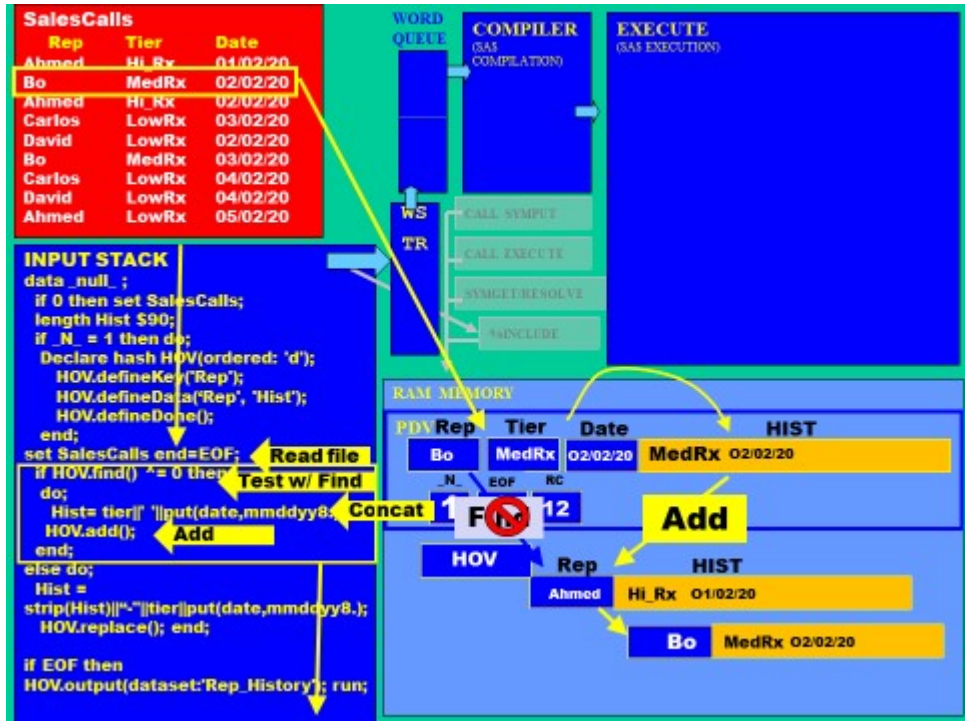 SalesCalls
Rep Tier Date
Ahmed Hi_Rx 01/02/20
Bo MedRx 02/02/20
Ahmed Hi_Rx 02/02/20
Carlos LowRx 03/02/20
David LowRx 02/02/20
Bo MedRx 03/02/20
Carlos LowRx 04/02/20
David LowRx 04/02/20
Ahmed LowRx 05/02/20
WORD
QUEUE
COMPILER
(SAS
COMPILATION)
EXECUTE
(SAS EXECUTION)
WS
TR
CALL SYMPUT
CALL EXECUTE
SYMGET/RESOLVE
%INCLUDE
INPUT STACK
data _null_ ;
if 0 then set SalesCalls;
length Hist $90;
if _N_ = 1 then do;
Declare hash HOV(ordered: 'd');
HOV.defineKey('Rep');
HOV.defineData('Rep', 'Hist');
HOV.defineDone();
end;
set SalesCalls end=EOF;
Read file
if HOV.find() ^= 0 then
Test w/ Find
do;
Hist= tier||' '||put(date,mmddyy8.)
Concat
HOV.add();
Add
end;
else do;
Hist =
strip(Hist)||"-"||tier||put(date,mmddyy8.);
HOV.replace(); end;
if EOF then
HOV.output(dataset:'Rep_History'); run;
RAM MEMORY
PDV Rep Tier Date HIST
Bo MedRx O2/02/20 MedRx O2/02/20
_N_ EOF RC
12
Add
HOV
Rep HIST
Ahmed Hi_Rx O1/02/20
Bo MedRx O2/02/20